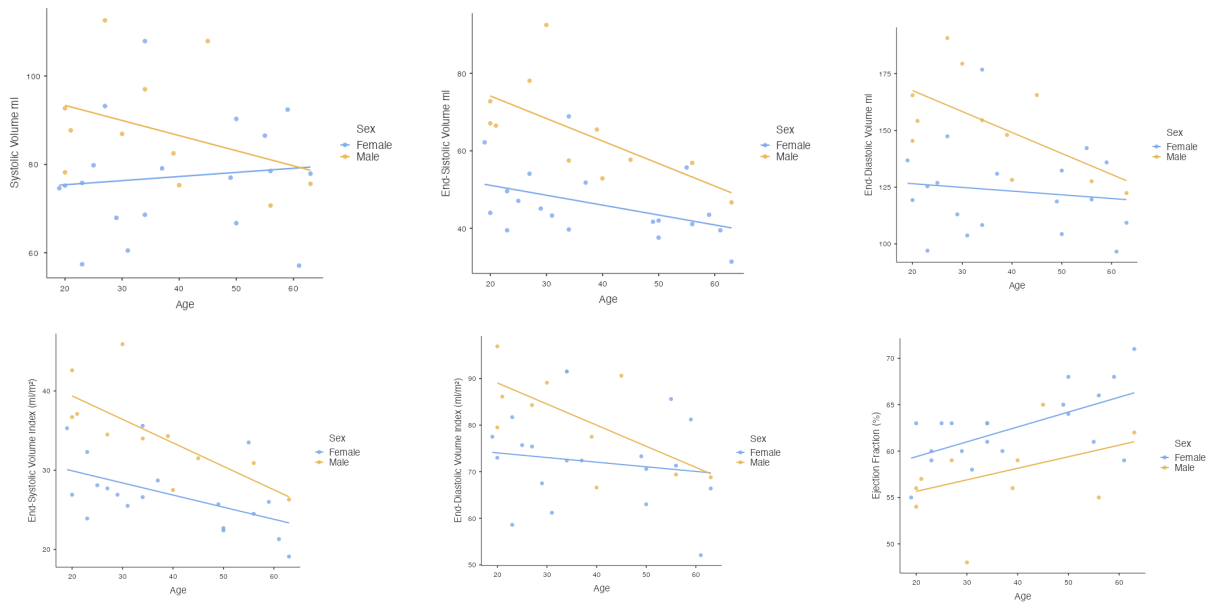 Systolic Volume ml
100
80
60
20 30 40 50 60
Age
Sex
Female
Male
End-Sistolic Volume ml
80
60
40
20 30 40 50 60
Age
Sex
Female
Male
End-Diastolic Volume ml
175
150
125
100
20 30 40 50 60
Age
Sex
Female
Male
End-Systolic Volume Index (ml/m²)
40
30
20
20 30 40 50 60
Age
Sex
Female
Male
End-Diastolic Volume Index (ml/m²)
90
80
70
60
50
20 30 40 50 60
Age
Sex
Female
Male
Ejection Fraction (%)
70
65
60
55
50
20 30 40 50 60
Age
Sex
Female
Male